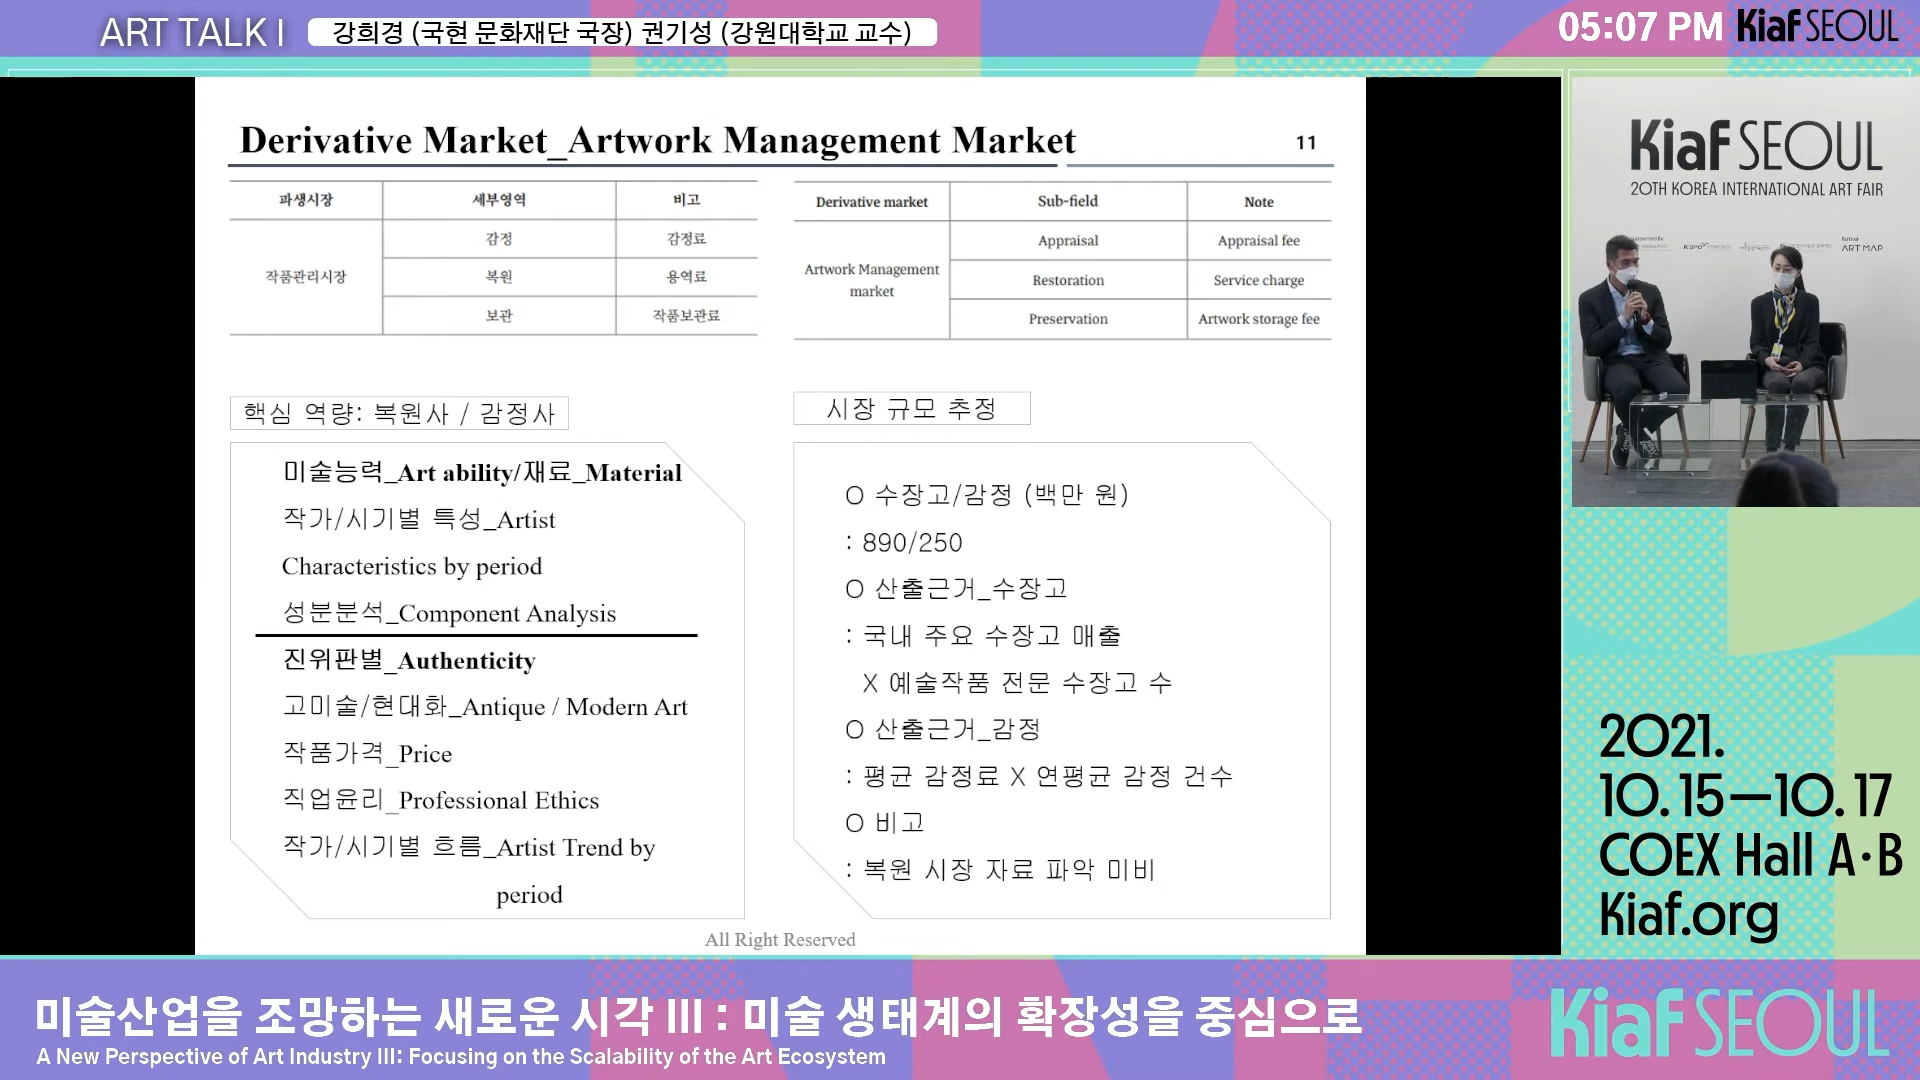 ART TALK I
강희경 (국현 문화재단 국장) 권기성 (강원대학교 교수)
05:07 PM Kiaf SEOUL
Derivative Market_Artwork Management Market
11
파생시장 세부영역 비고
작품관리시장
감정 감정료
복원 용역료
보관 작품보관료
Derivative market Sub-field Note
Artwork Management
market
Appraisal Appraisal fee
Restoration Service charge
Preservation Artwork storage fee
핵심 역량: 복원사 / 감정사
미술능력_Art ability/재료_Material
작가/시기별 특성_Artist
Characteristics by period
성분분석_Component Analysis
진위판별_Authenticity
고미술/현대화_Antique / Modern Art
작품가격_Price
직업윤리_Professional Ethics
작가/시기별 흐름_Artist Trend by
period
시장 규모 추정
O 수장고/감정 (백만 원)
: 890/250
O 산출근거_수장고
: 국내 주요 수장고 매출
X 예술작품 전문 수장고 수
O 산출근거_감정
: 평균 감정료 X 연평균 감정 건수
O 비고
: 복원 시장 자료 파악 미비
All Right Reserved
Kiaf SEOUL
20TH KOREA INTERNATIONAL ART FAIR
KSPO
ART MAP
2021.
10.15—10.17
COEX Hall A·B
Kiaf.org
미술산업을 조망하는 새로운 시각 III : 미술 생태계의 확장성을 중심으로
A New Perspective of Art Industry III: Focusing on the Scalability of the Art Ecosystem
Kiaf SEOUL